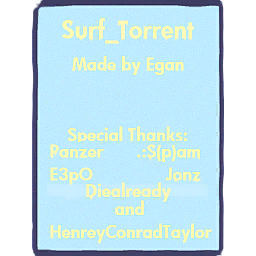 Surf_Torrent
Made by Egan
Special Thanks:
Panzer .:$(p)am
E3pO Jonz
Diealready
and
HenreyConradTaylor